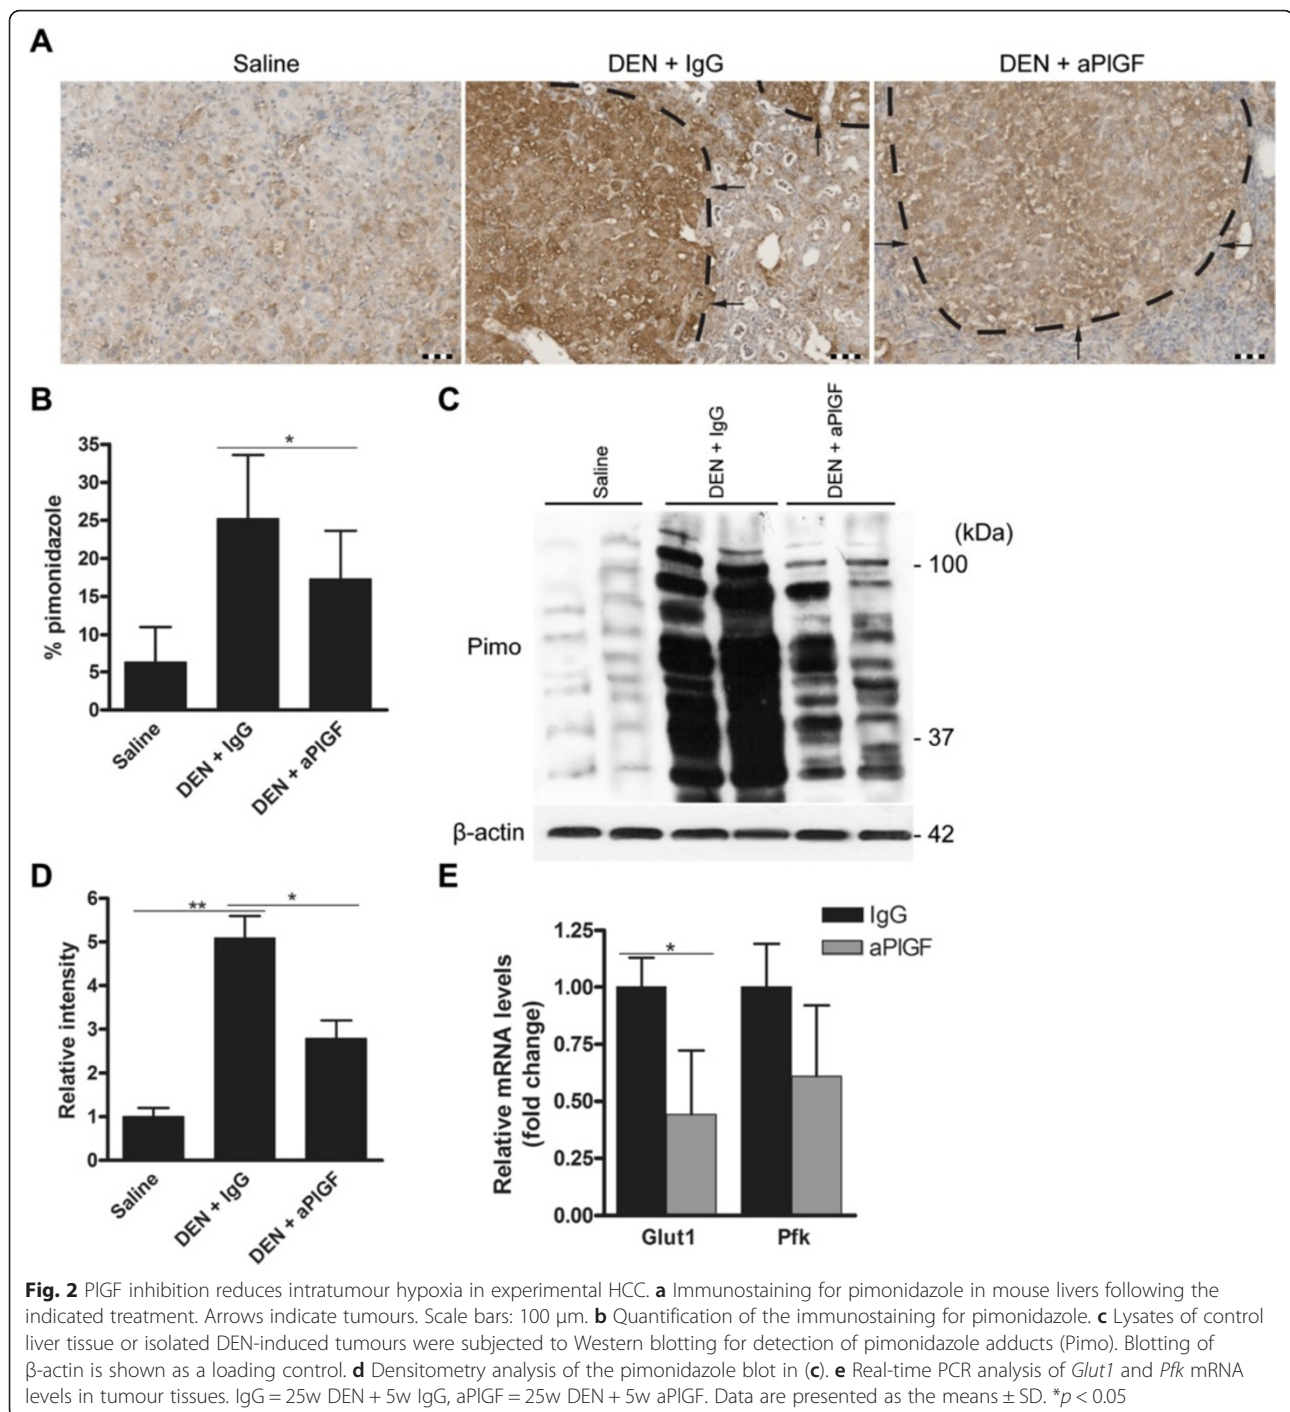 A
Saline
DEN + IgG
DEN + aPlGF
B
% pimonidazole
35
30
25
20
15
10
5
0
*
Saline
DEN + IgG
DEN + aPlGF
C
Saline
DEN + IgG
DEN + aPlGF
(kDa)
- 100
Pimo
- 37
β-actin
- 42
D
Relative intensity
6
5
4
3
2
1
0
**
*
Saline
DEN + IgG
DEN + aPlGF
E
IgG
aPlGF
Relative mRNA levels
(fold change)
1.25
1.00
0.75
0.50
0.25
0.00
*
Glut1
Pfk
Fig. 2 PlGF inhibition reduces intratumour hypoxia in experimental HCC. a Immunostaining for pimonidazole in mouse livers following the
indicated treatment. Arrows indicate tumours. Scale bars: 100 μm. b Quantification of the immunostaining for pimonidazole. c Lysates of control
liver tissue or isolated DEN-induced tumours were subjected to Western blotting for detection of pimonidazole adducts (Pimo). Blotting of
β-actin is shown as a loading control. d Densitometry analysis of the pimonidazole blot in (c). e Real-time PCR analysis of Glut1 and Pfk mRNA
levels in tumour tissues. IgG = 25w DEN + 5w IgG, aPlGF = 25w DEN + 5w aPlGF. Data are presented as the means ± SD. *p < 0.05